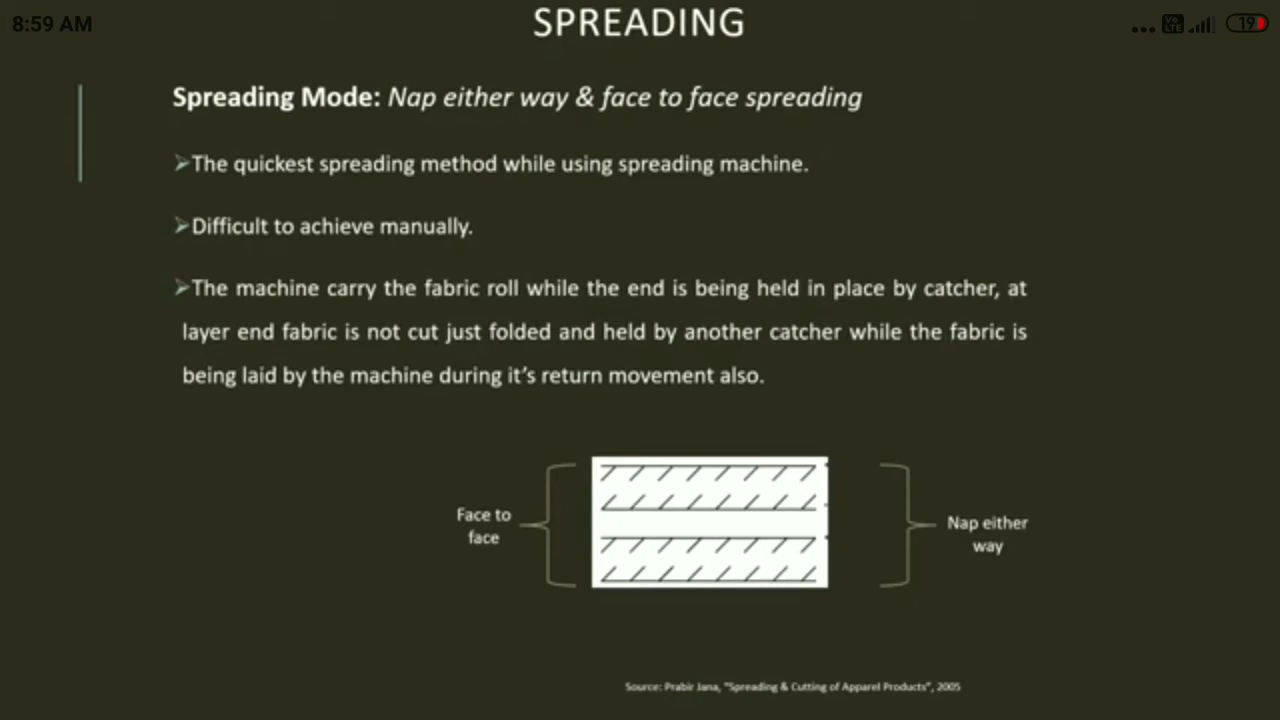 8:59 AM
Vo LTE
19
SPREADING
Spreading Mode: Nap either way & face to face spreading
➢The quickest spreading method while using spreading machine.
➢Difficult to achieve manually.
➢The machine carry the fabric roll while the end is being held in place by catcher, at
layer end fabric is not cut just folded and held by another catcher while the fabric is
being laid by the machine during it's return movement also.
Face to
face
Nap either
way
Source: Prabir Jana, "Spreading & Cutting of Apparel Products", 2005